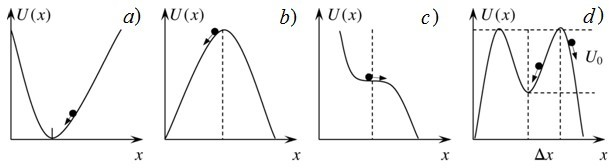 U(x) a)
x
U(x) b)
x
U(x) c)
x
U(x) d)
U₀
Δx x